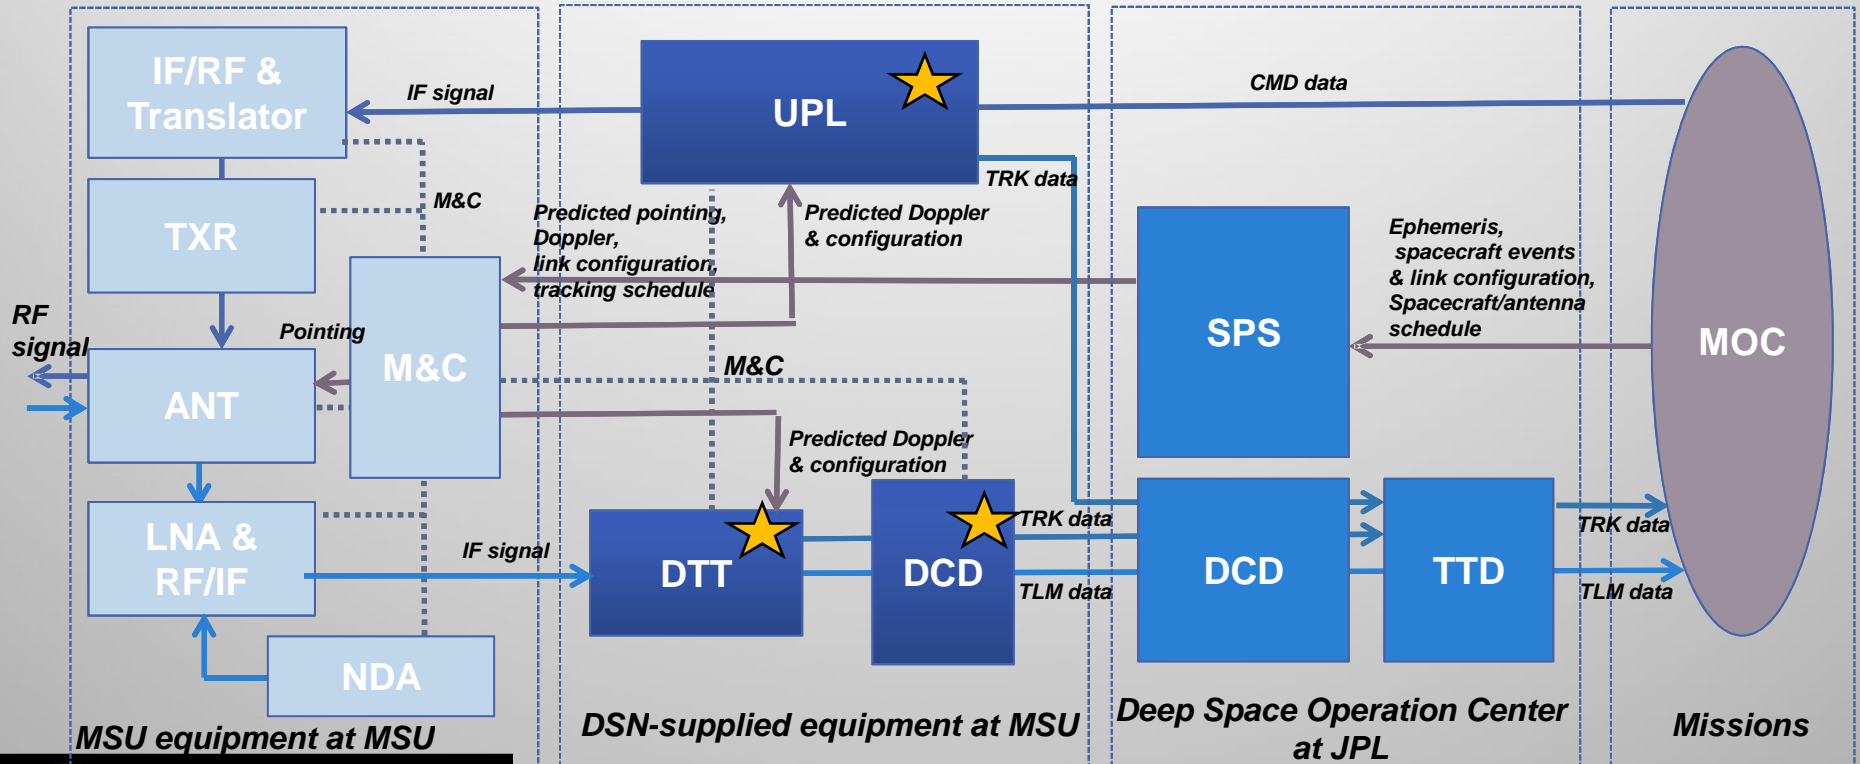 IF/RF &
Translator
IF signal
UPL
CMD data
TRK data
TXR
M&C
Predicted pointing,
Doppler,
link configuration,
tracking schedule
Predicted Doppler
& configuration
Ephemeris,
spacecraft events
& link configuration,
Spacecraft/antenna
schedule
RF
signal
Pointing
M&C
SPS
MOC
ANT
M&C
Predicted Doppler
& configuration
LNA &
RF/IF
IF signal
DTT
DCD
TRK data
TLM data
DCD
TTD
TRK data
TLM data
NDA
MSU equipment at MSU
DSN-supplied equipment at MSU
Deep Space Operation Center
at JPL
Missions